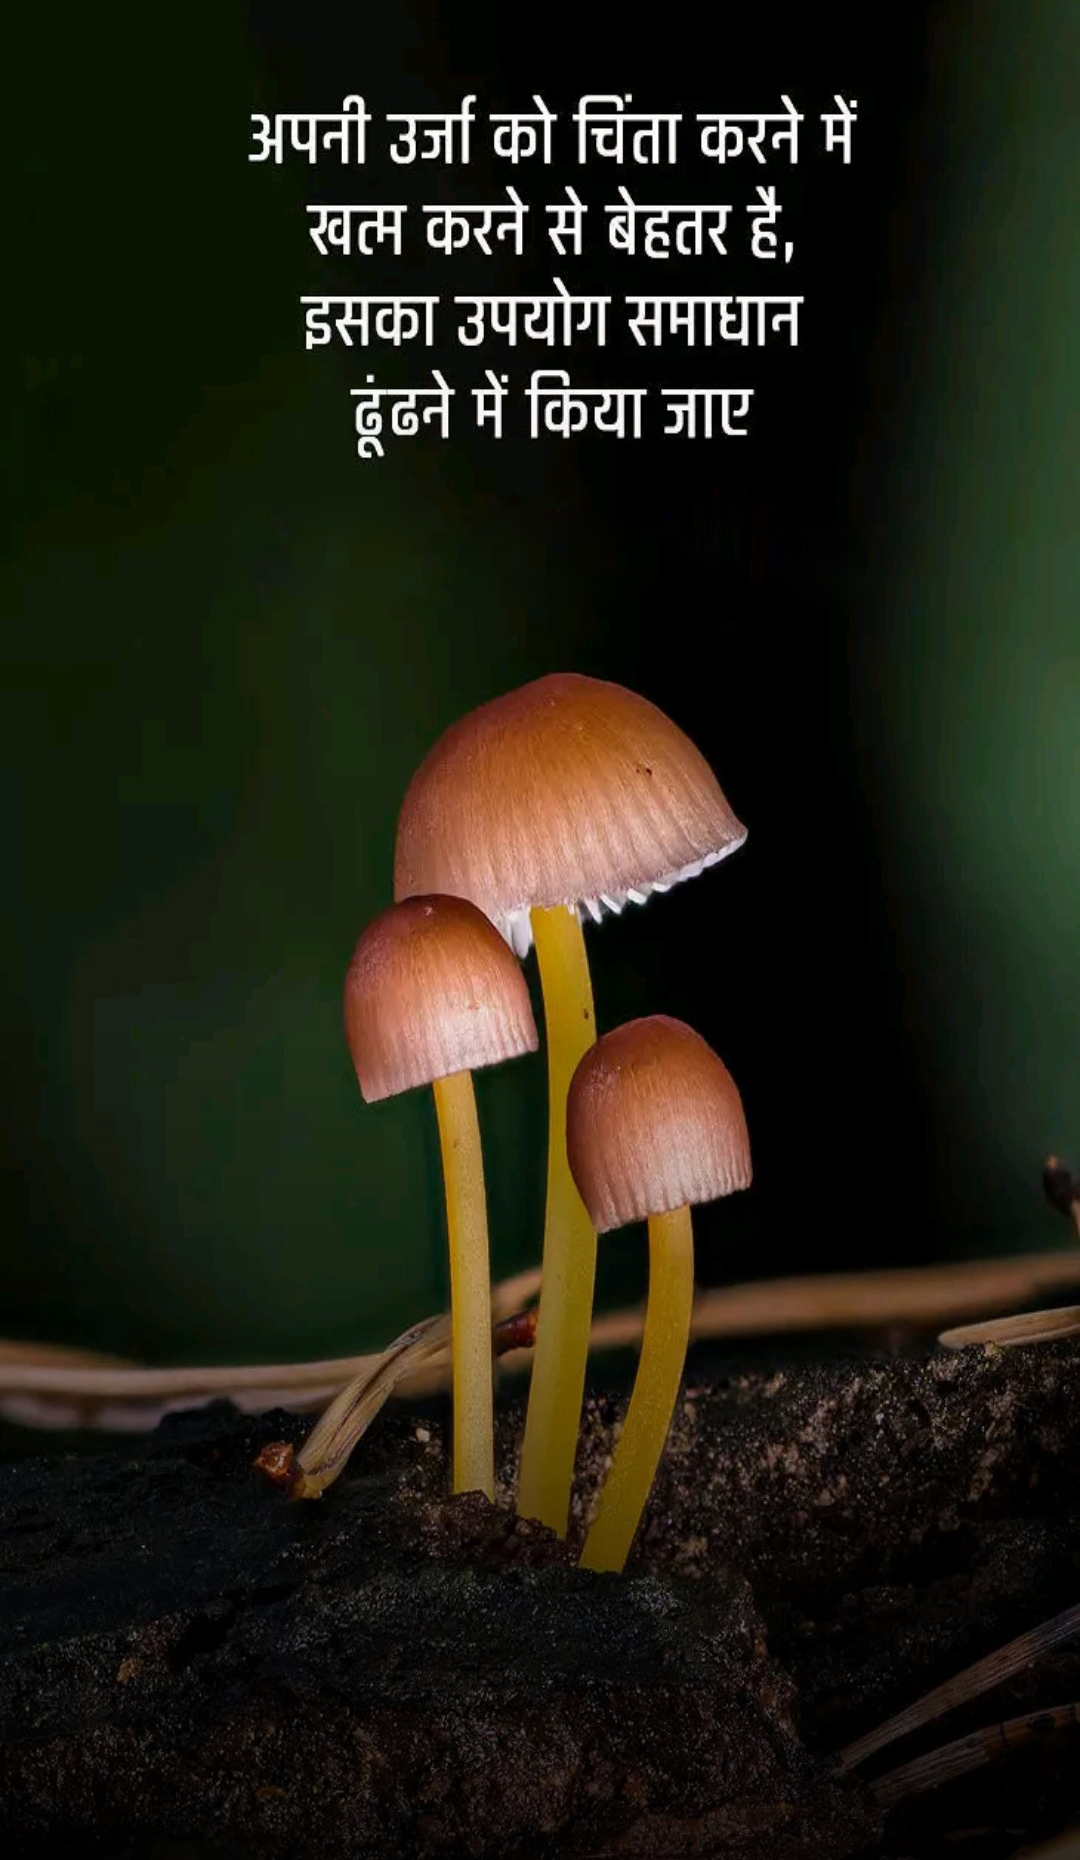 अपनी उर्जा को चिंता करने में
खत्म करने से बेहतर है,
इसका उपयोग समाधान
ढूंढने में किया जाए